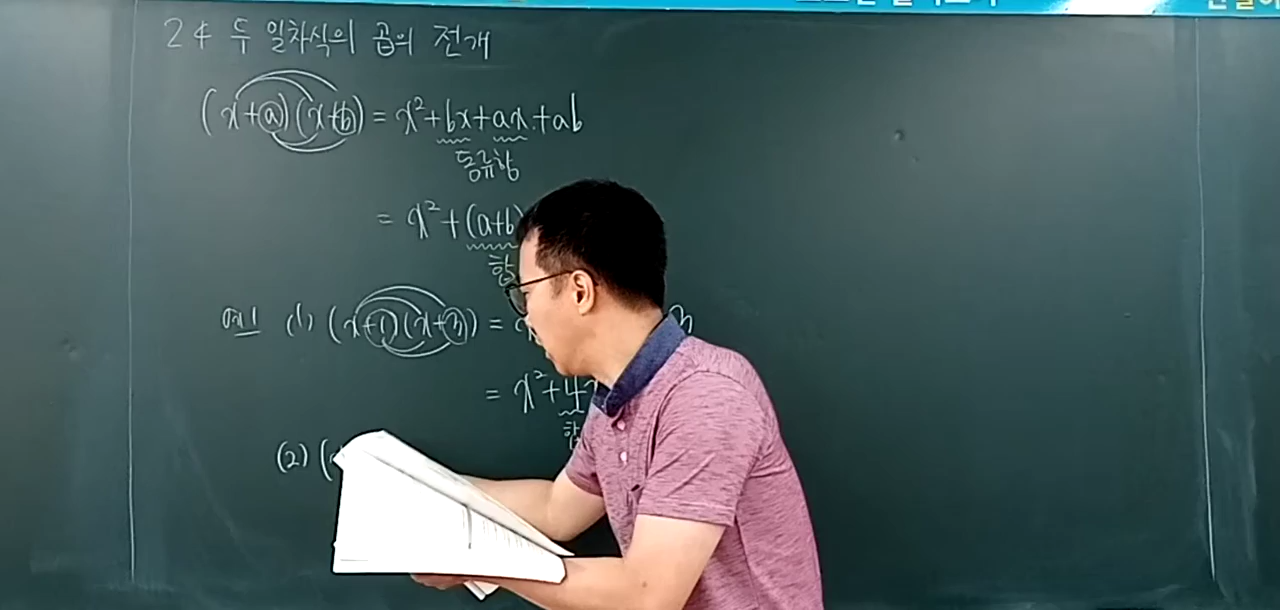 24 두 일차식의 곱의 전개
(x+a)(x+b) = x²+bx+ax+ab
동류항
= x²+(a+b)
합
예1 (1) (x+1)(x+3) =
= x²+4
합
(2) (